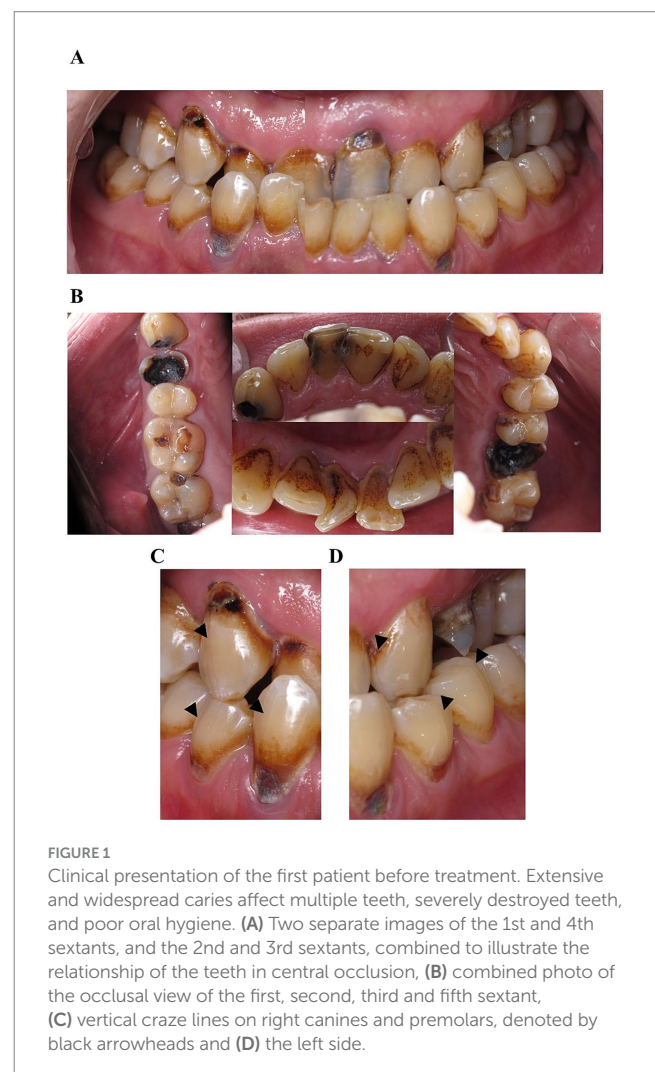 A
B
C D
FIGURE 1
Clinical presentation of the first patient before treatment. Extensive
and widespread caries affect multiple teeth, severely destroyed teeth,
and poor oral hygiene. (A) Two separate images of the 1st and 4th
sextants, and the 2nd and 3rd sextants, combined to illustrate the
relationship of the teeth in central occlusion, (B) combined photo of
the occlusal view of the first, second, third and fifth sextant,
(C) vertical craze lines on right canines and premolars, denoted by
black arrowheads and (D) the left side.